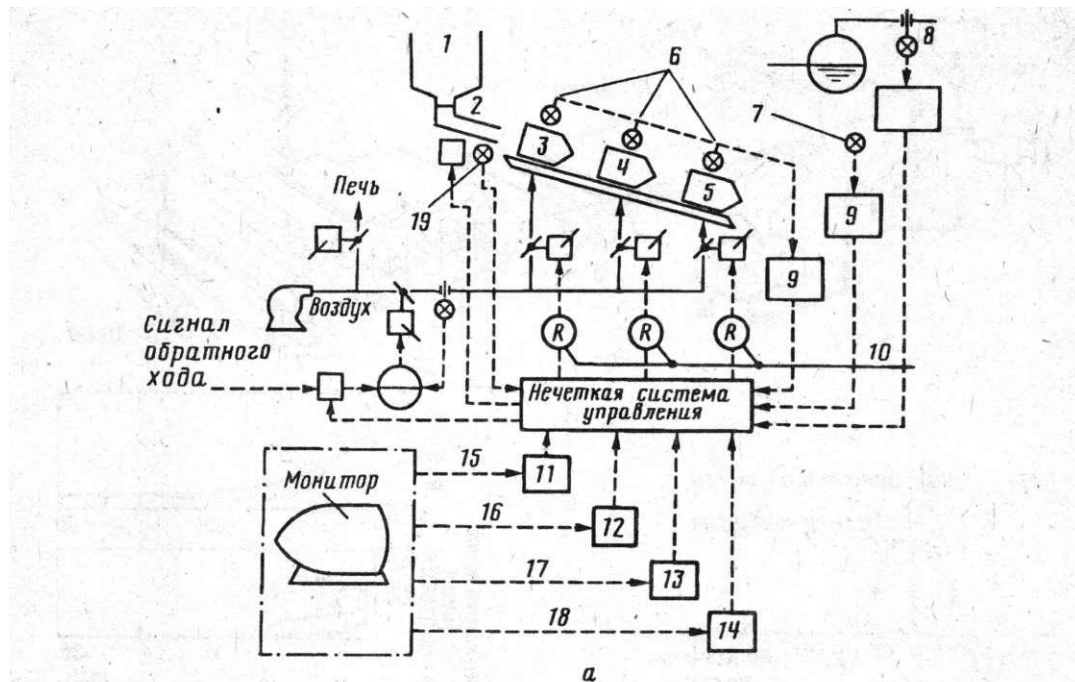 1
2
3
4
5
6
7
8
9
9
19
Печь
Воздух
Сигнал
обратного
хода
R
R
R
10
Нечеткая система
управления
Монитор
15
11
16
12
17
13
18
14
а